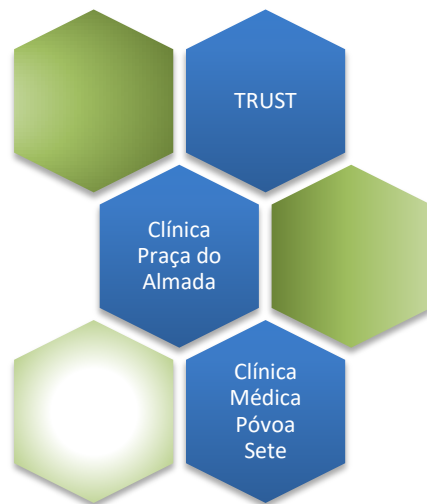 TRUST
Clínica
Praça do
Almada
Clínica
Médica
Póvoa
Sete